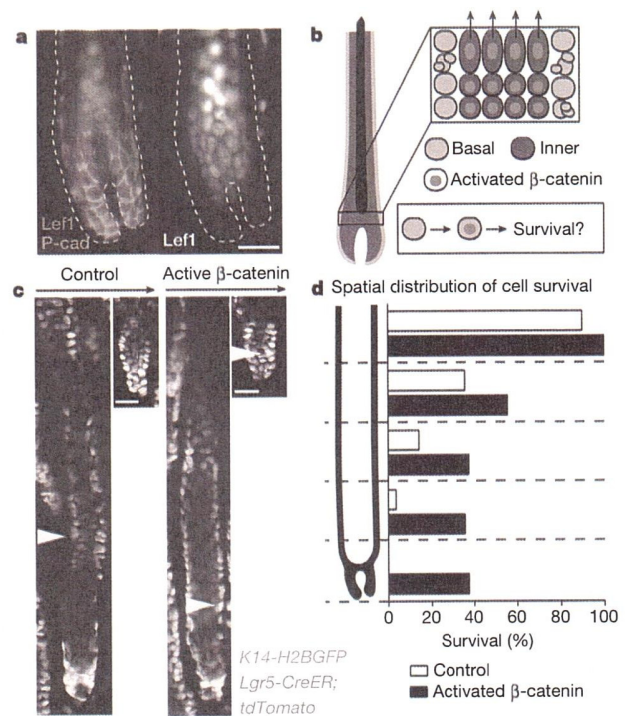 a
Lef1
P-cad
Lef1
b
Basal
Inner
Activated β-catenin
Survival?
c
Control
Active β-catenin
K14-H2BGFP
Lgr5-CreER;
tdTomato
d Spatial distribution of cell survival
0
20
40
60
80
100
Survival (%)
Control
Activated β-catenin